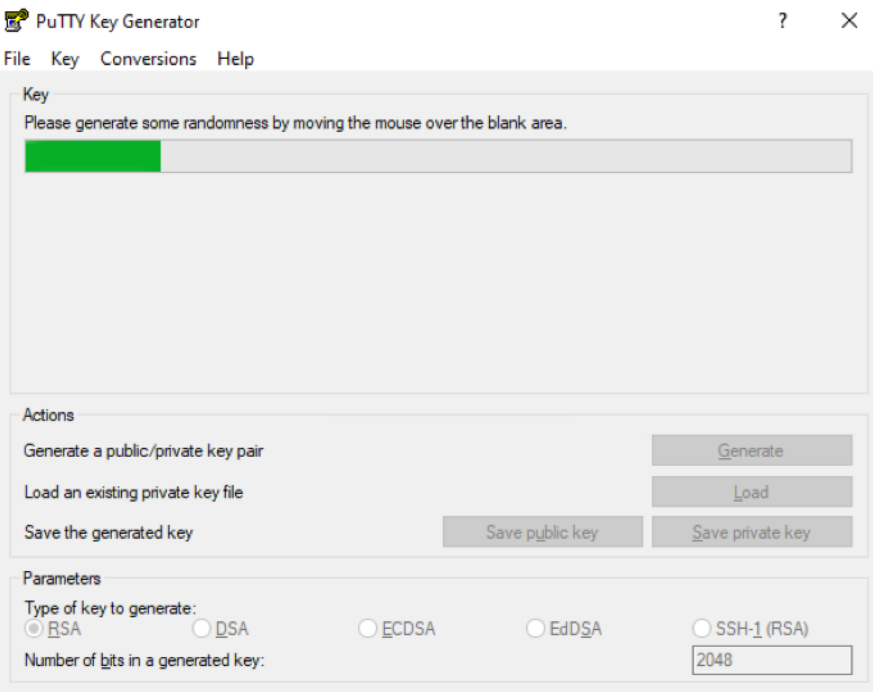 PuTTY Key Generator ?
File Key Conversions Help
Key
Please generate some randomness by moving the mouse over the blank area.
Actions
Generate a public/private key pair Generate
Load an existing private key file Load
Save the generated key Save public key Save private key
Parameters
Type of key to generate:
RSA DSA ECDSA EdDSA SSH-1 (RSA)
Number of bits in a generated key: 2048